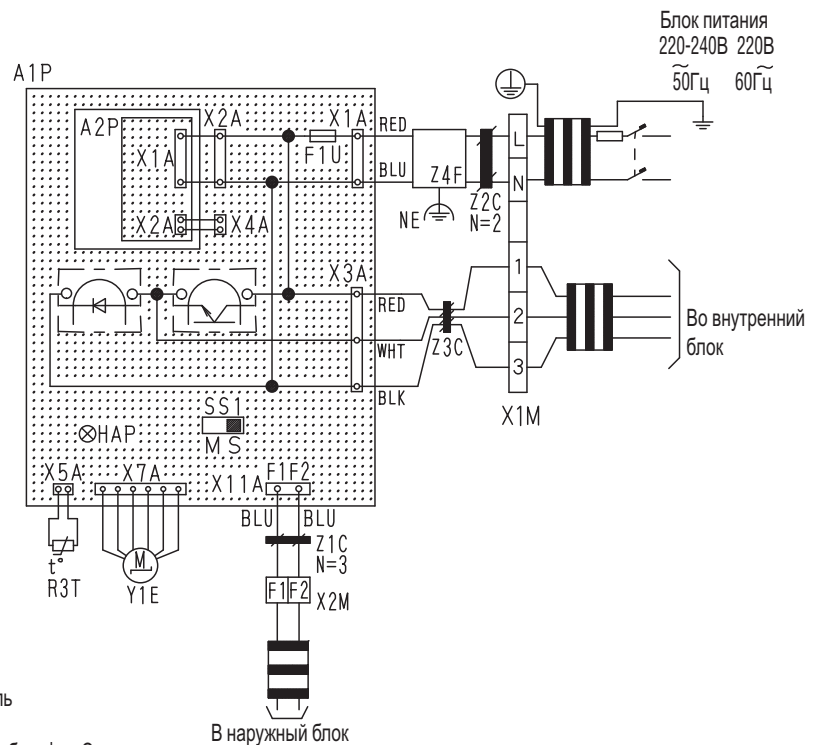 Блок питания
220-240В 220В
~ ~
50Гц 60Гц
A1P
A2P
X2A
X1A
RED
X1A
F1U
L
BLU
Z4F
N
X2A
X4A
NE
Z2C
N=2
X3A
1
RED
2
Во внутренний
блок
WHT
Z3C
3
BLK
X1M
SS1
HAP
M S
X5A
X7A
X11A
F1F2
BLU
BLU
Z1C
N=3
t°
M
R3T
Y1E
F1
F2
X2M
ль
В наружный блок